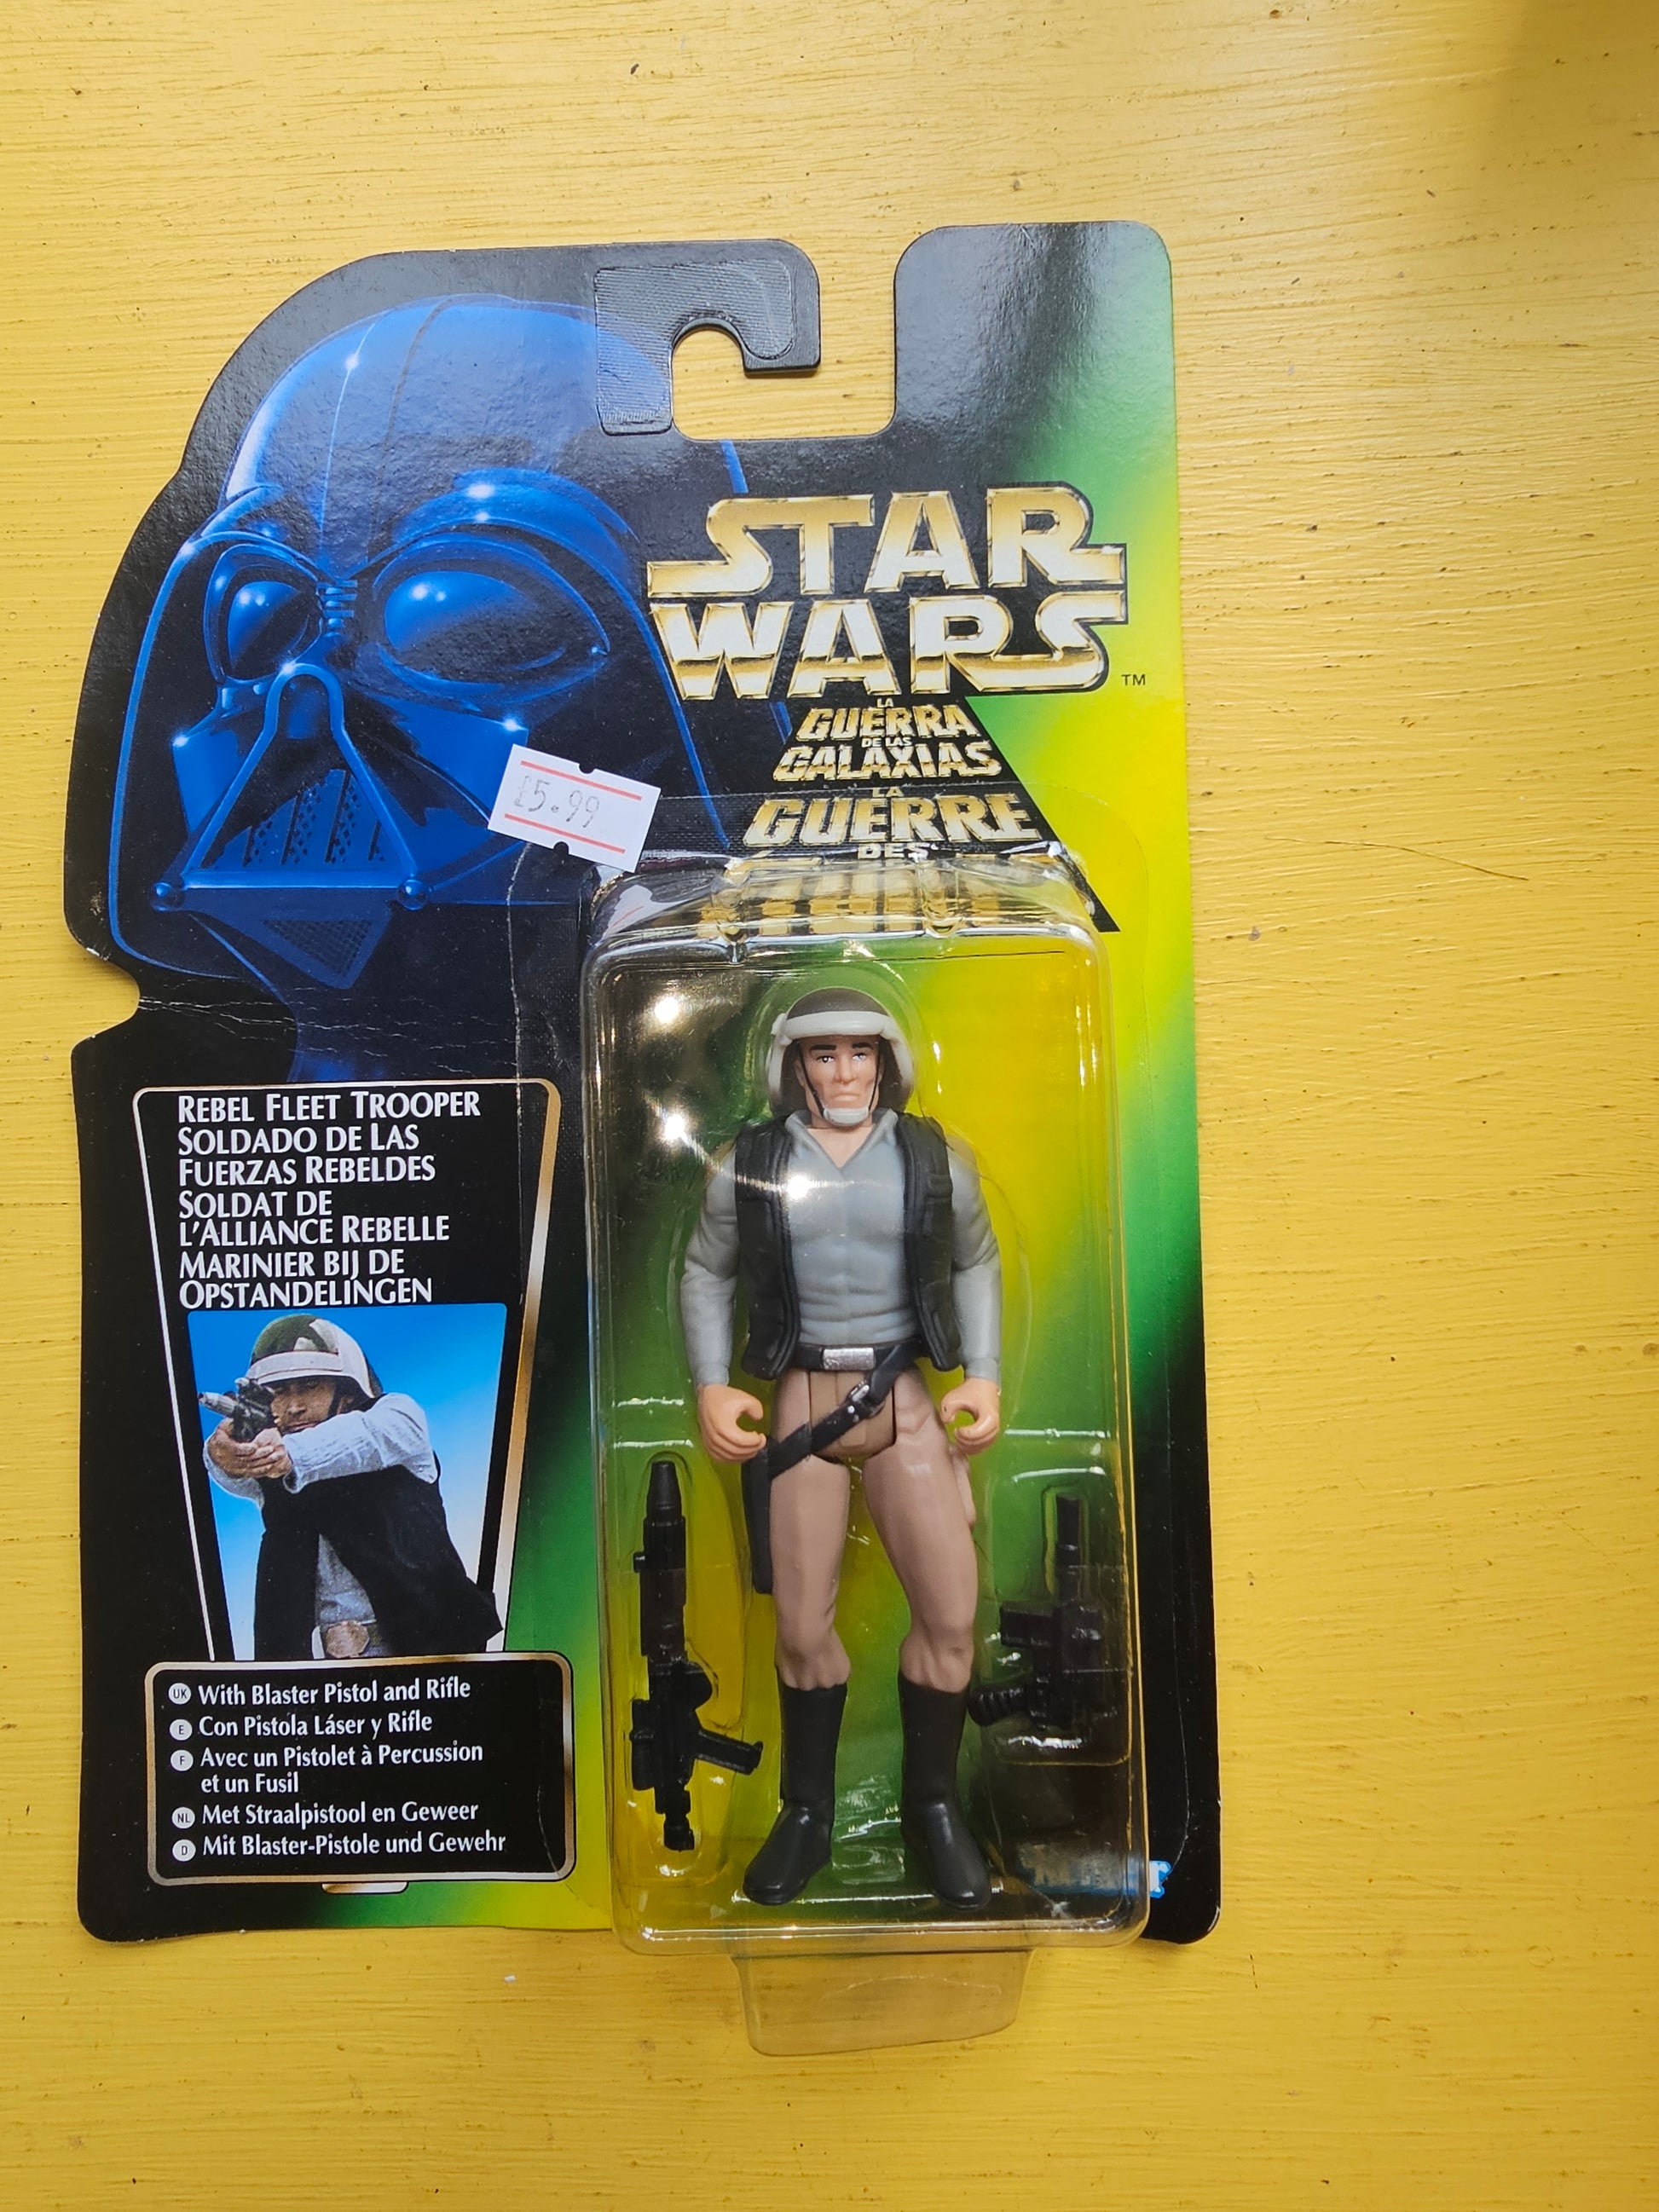 STAR
WARS
TM
LA
GUERRA
DE LAS
GALAXIAS
LA
GUERRE
DES
£5.99
REBEL FLEET TROOPER
SOLDADO DE LAS
FUERZAS REBELDES
SOLDAT DE
L'ALLIANCE REBELLE
MARINIER BIJ DE
OPSTANDELINGEN
UK With Blaster Pistol and Rifle
E Con Pistola Láser y Rifle
F Avec un Pistolet à Percussion
et un Fusil
NL Met Straalpistool en Geweer
D Mit Blaster-Pistole und Gewehr